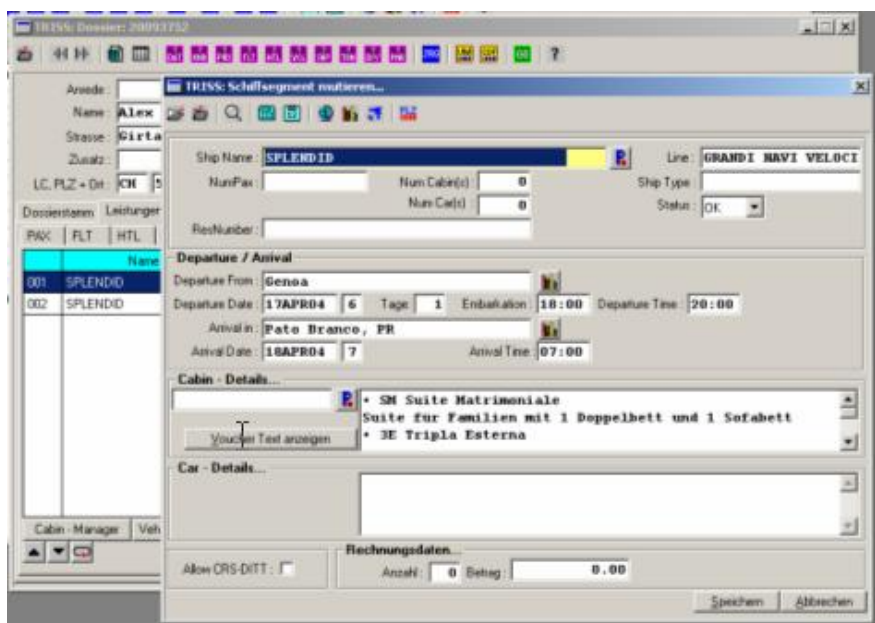 TRISS: Dossier: 20093752
Anrede :
Name : Alex
Strasse : Girta
Zusatz :
LC, PLZ + Ort : CH 5
Dossierstamm Leistungen
PAX FLT HTL
Name
001 SPLENDID
002 SPLENDID
Cabin - Manager Veh
TRISS: Schiffsegment mutieren...
Ship Name : SPLENDID Line : GRANDI NAVI VELOCI
NumPax : Num Cabin(s) : 0 Ship Type :
Num Car(s) : 0 Status : OK
ResNumber :
Departure / Arrival
Departure From : Genoa
Departure Date : 17APR04 6 Tage : 1 Embarkation : 18:00 Departure Time : 20:00
Arrival in : Pato Branco, PR
Arrival Date : 18APR04 7 Arrival Time : 07:00
Cabin - Details...
• SM Suite Matrimoniale
Suite für Familien mit 1 Doppelbett und 1 Sofabett
• 3E Tripla Esterna
Voucher Text anzeigen
Car - Details...
Allow CRS-DITT :
Rechnungsdaten...
Anzahl : 0 Betrag : 0.00
Speichern Abbrechen